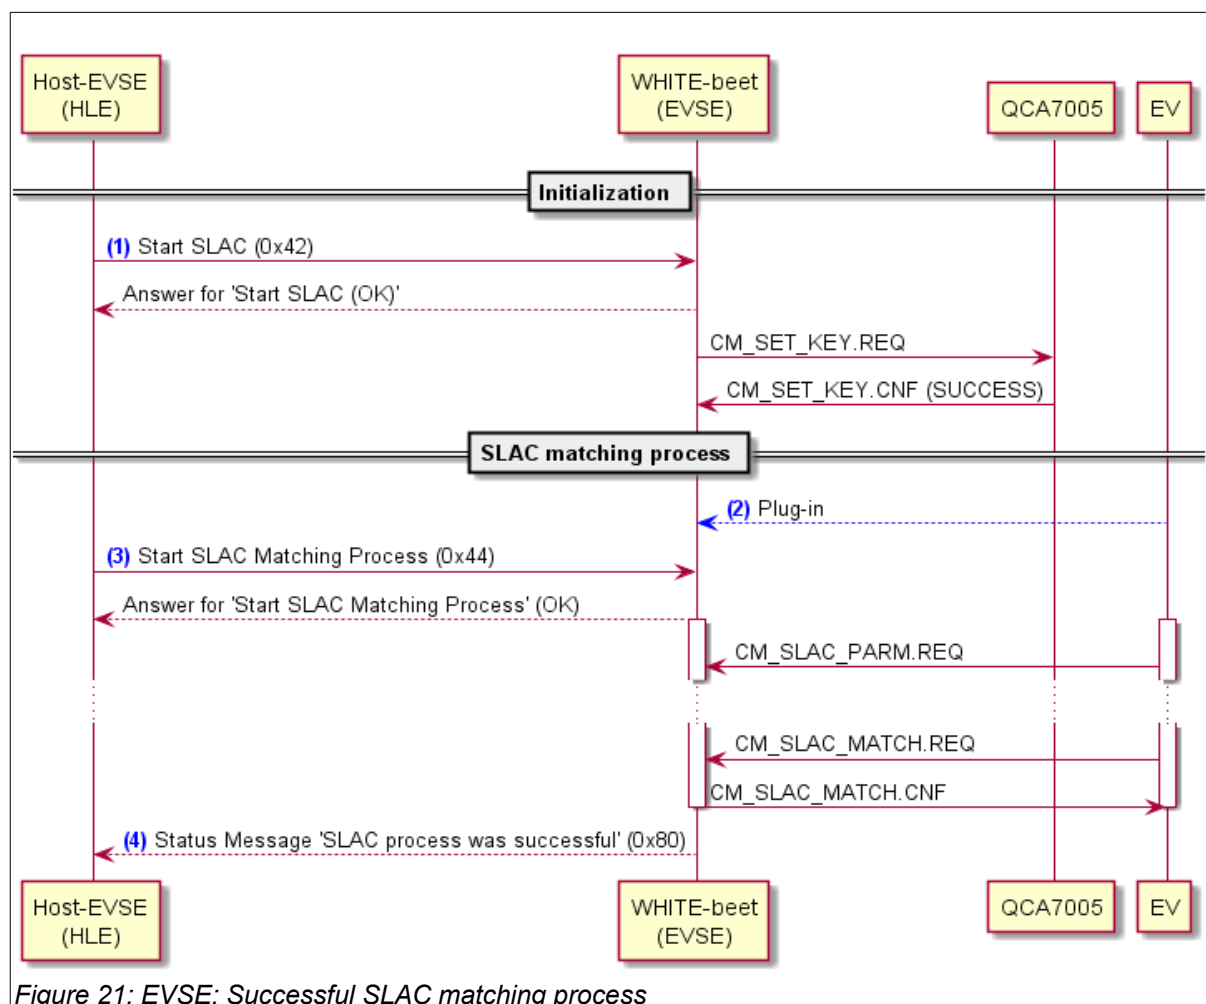 Host-EVSE
(HLE)
WHITE-beet
(EVSE)
QCA7005
EV
Initialization
(1) Start SLAC (0x42)
Answer for 'Start SLAC (OK)'
CM_SET_KEY.REQ
CM_SET_KEY.CNF (SUCCESS)
SLAC matching process
(2) Plug-in
(3) Start SLAC Matching Process (0x44)
Answer for 'Start SLAC Matching Process' (OK)
CM_SLAC_PARM.REQ
CM_SLAC_MATCH.REQ
CM_SLAC_MATCH.CNF
(4) Status Message 'SLAC process was successful' (0x80)
Host-EVSE
(HLE)
WHITE-beet
(EVSE)
QCA7005
EV
Figure 21: EVSE: Successful SLAC matching process